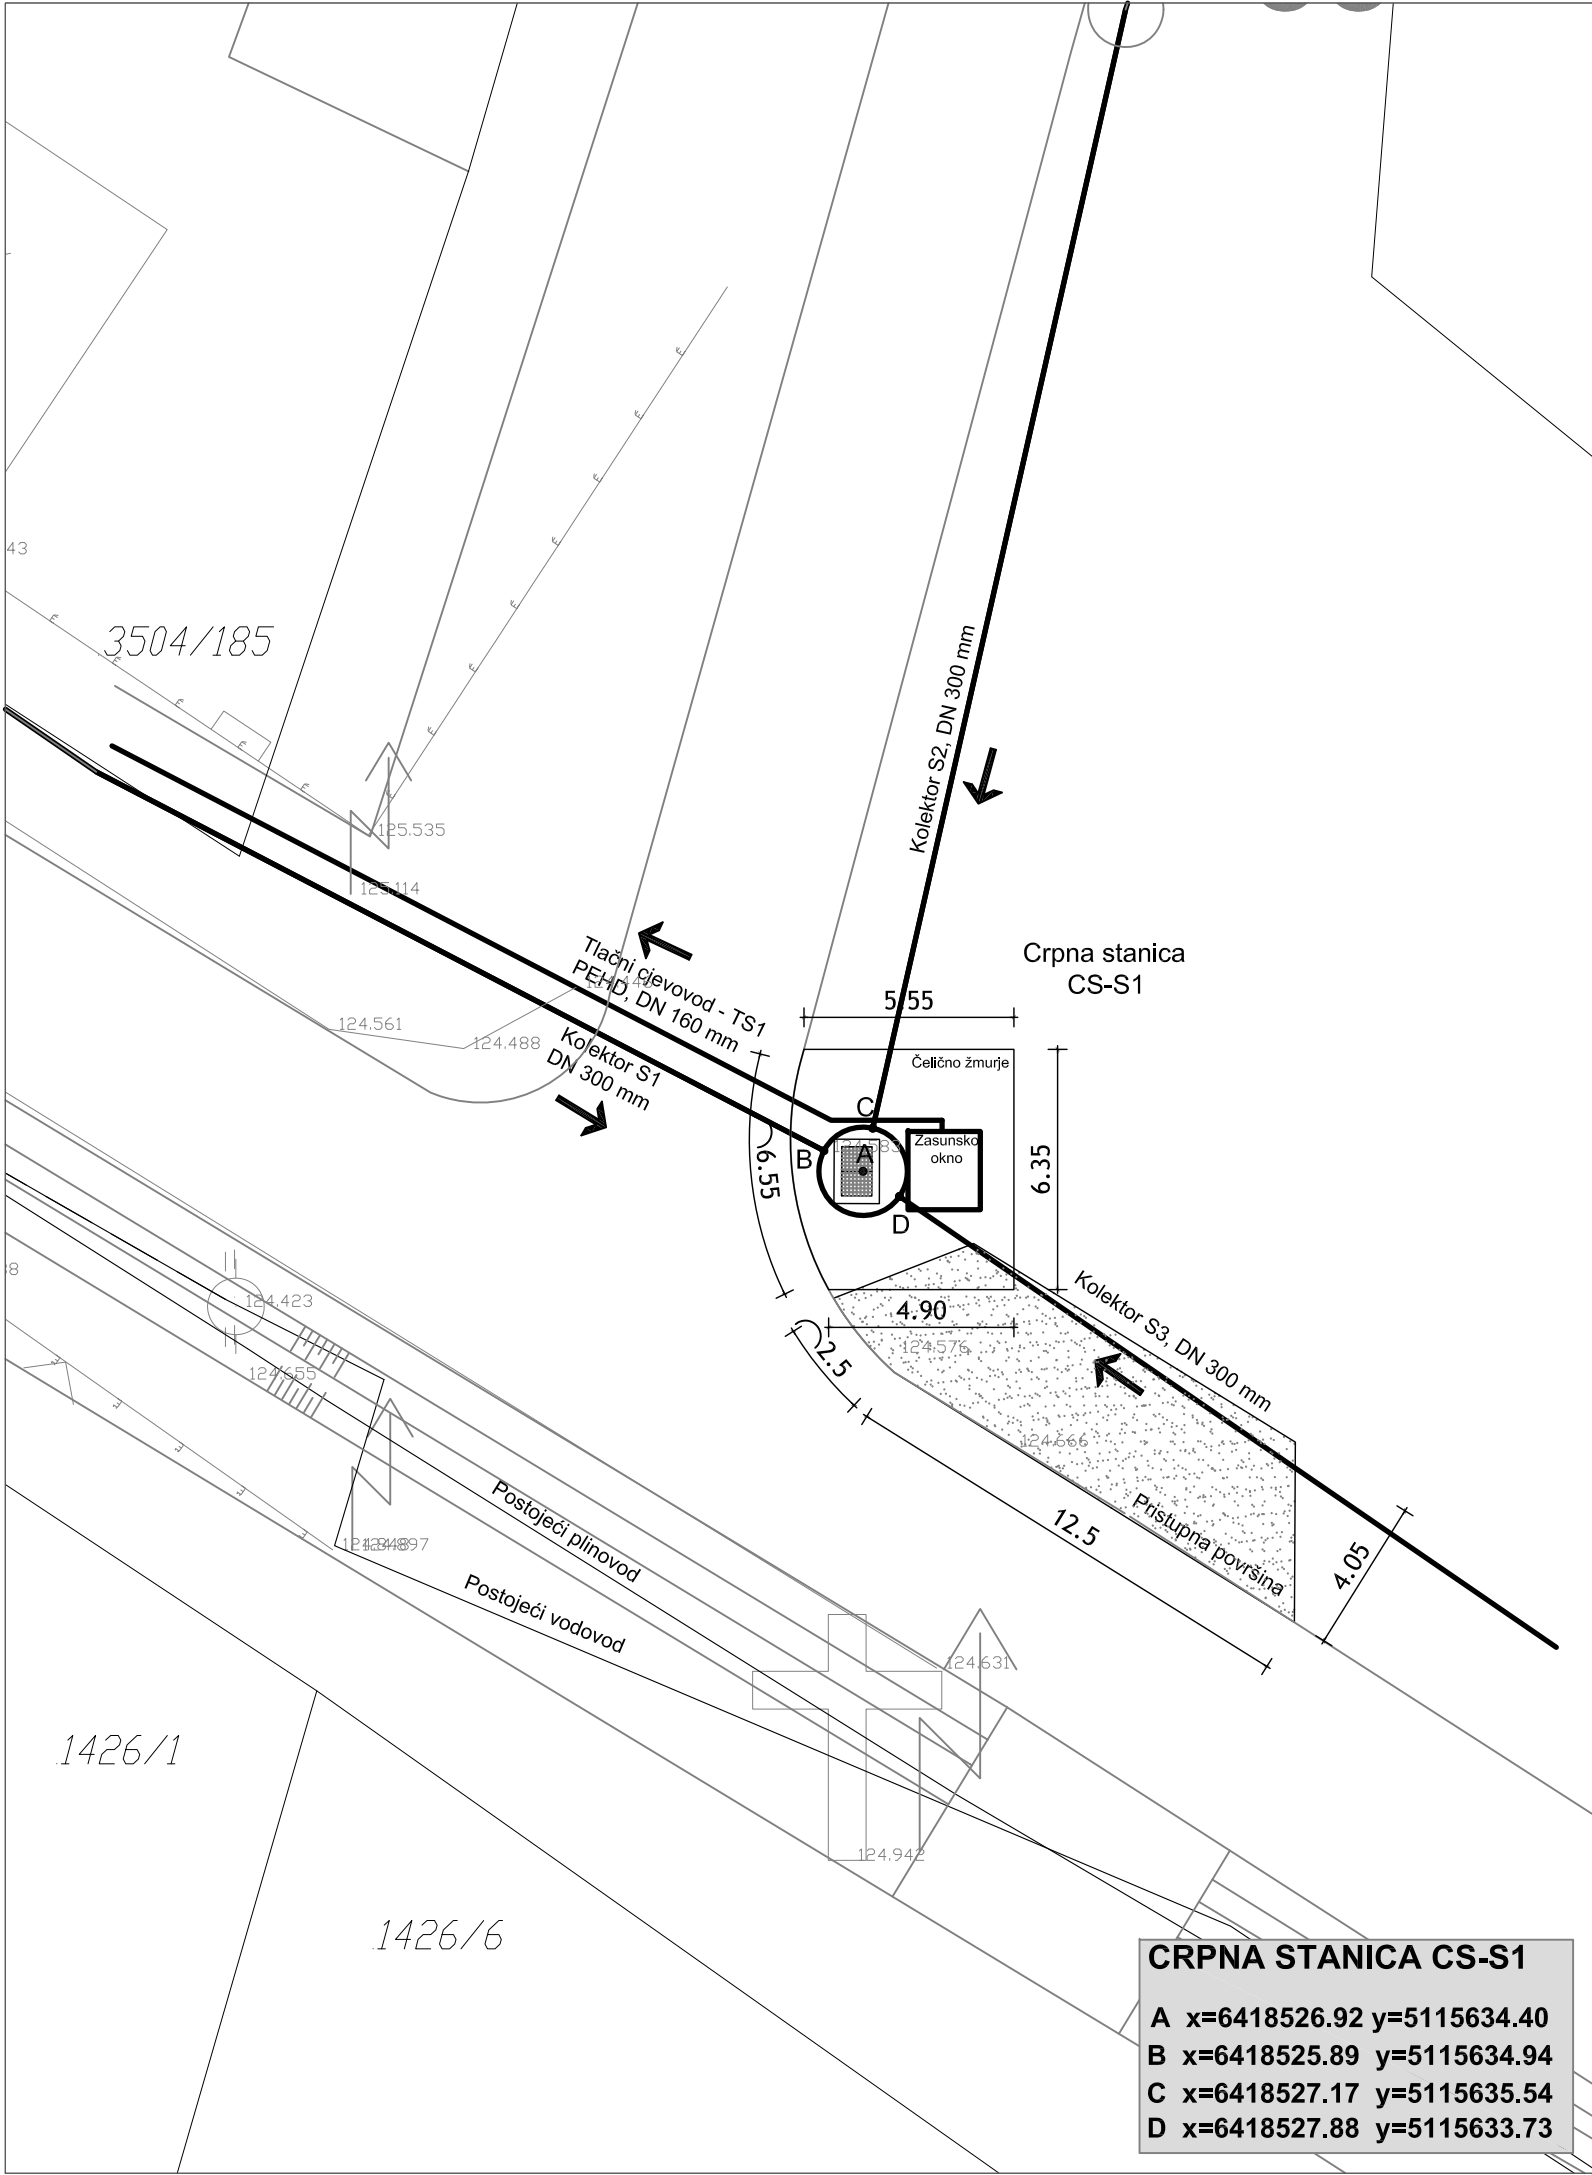 43
3504/185
Kolektor S2, DN 300 mm
125.535
125.114
Crpna stanica
CS-S1
Tlačni cjevovod - TS1
PEHD, DN 160 mm
124.446
5.55
124.561
124.488
Kolektor S1
DN 300 mm
Čelično žmurje
C
124.583
Zasunsko
okno
A
B
6.55
6.35
D
124.423
Kolektor S3, DN 300 mm
4.90
2.5
124.576
124.655
124.666
12.5
Pristupna površina
4.05
Postojeći plinovod
Postojeći vodovod
124.631
1426/1
124.942
1426/6
CRPNA STANICA CS-S1
A x=6418526.92 y=5115634.40
B x=6418525.89 y=5115634.94
C x=6418527.17 y=5115635.54
D x=6418527.88 y=5115633.73